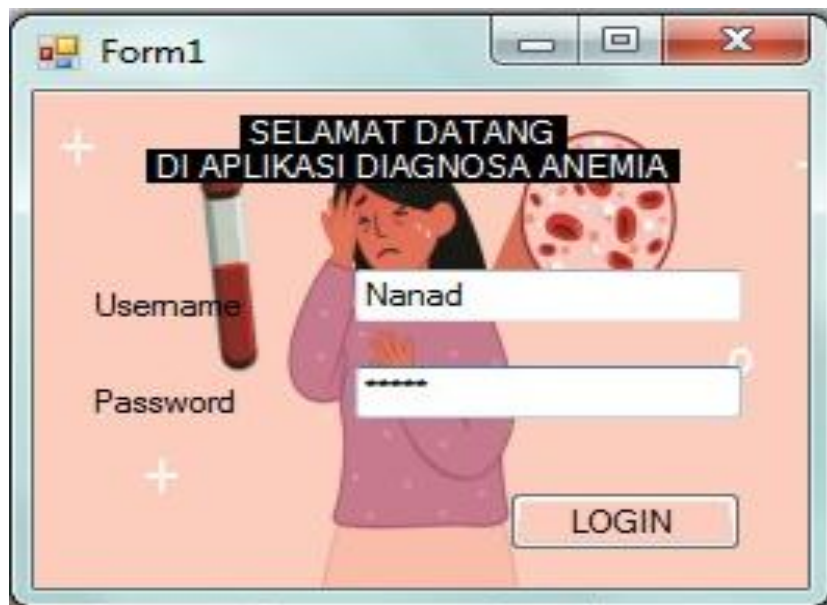 Form1
SELAMAT DATANG
DI APLIKASI DIAGNOSA ANEMIA
Username
Nanad
Password
*****
LOGIN